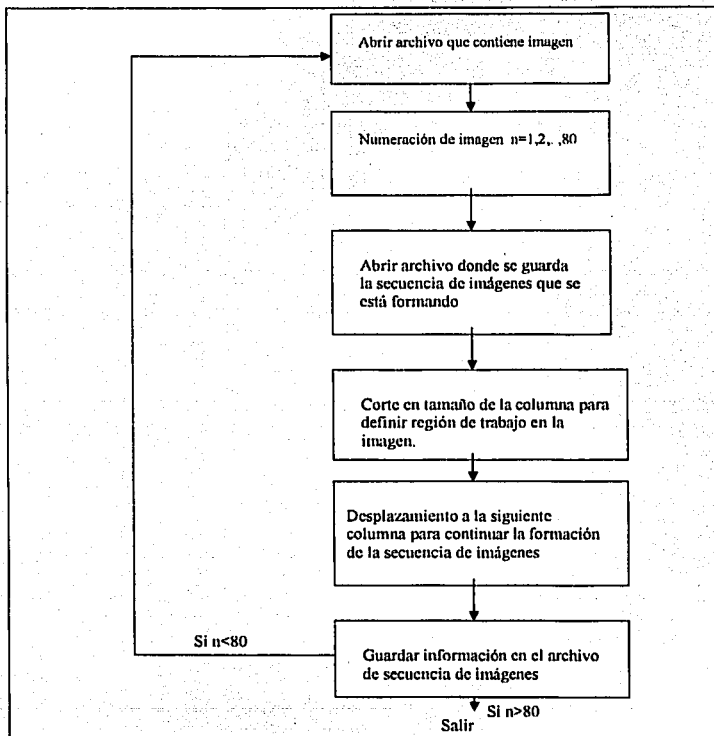 Abrir archivo que contiene imagen
Numeración de imagen n=1,2,. ,80
Abrir archivo donde se guarda
la secuencia de imágenes que se
está formando
Corte en tamaño de la columna para
definir región de trabajo en la
imagen.
Desplazamiento a la siguiente
columna para continuar la formación
de la secuencia de imágenes
Si n<80
Guardar información en el archivo
de secuencia de imágenes
Si n>80
Salir